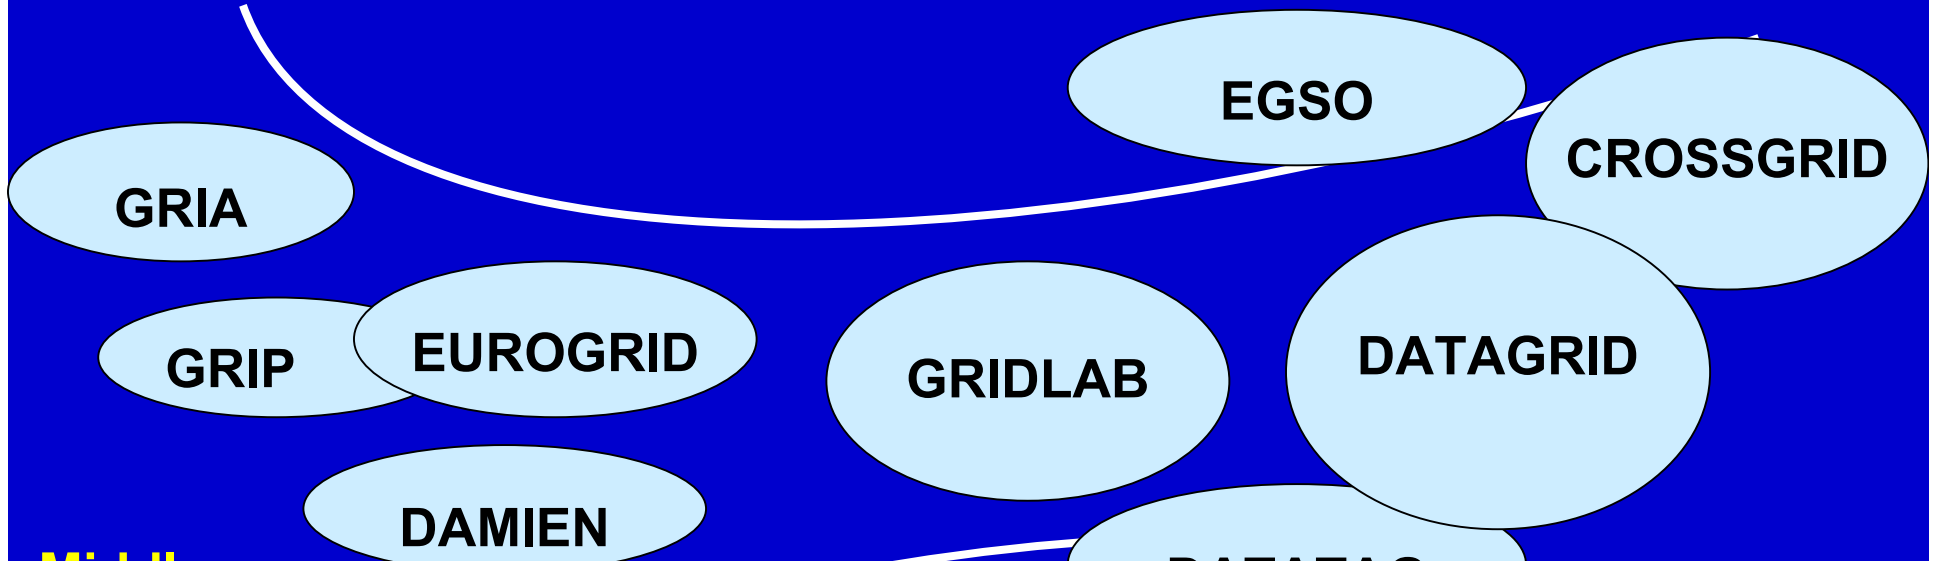 EGSO
CROSSGRID
GRIA
EUROGRID
DATAGRID
GRIP
GRIDLAB
DAMIEN